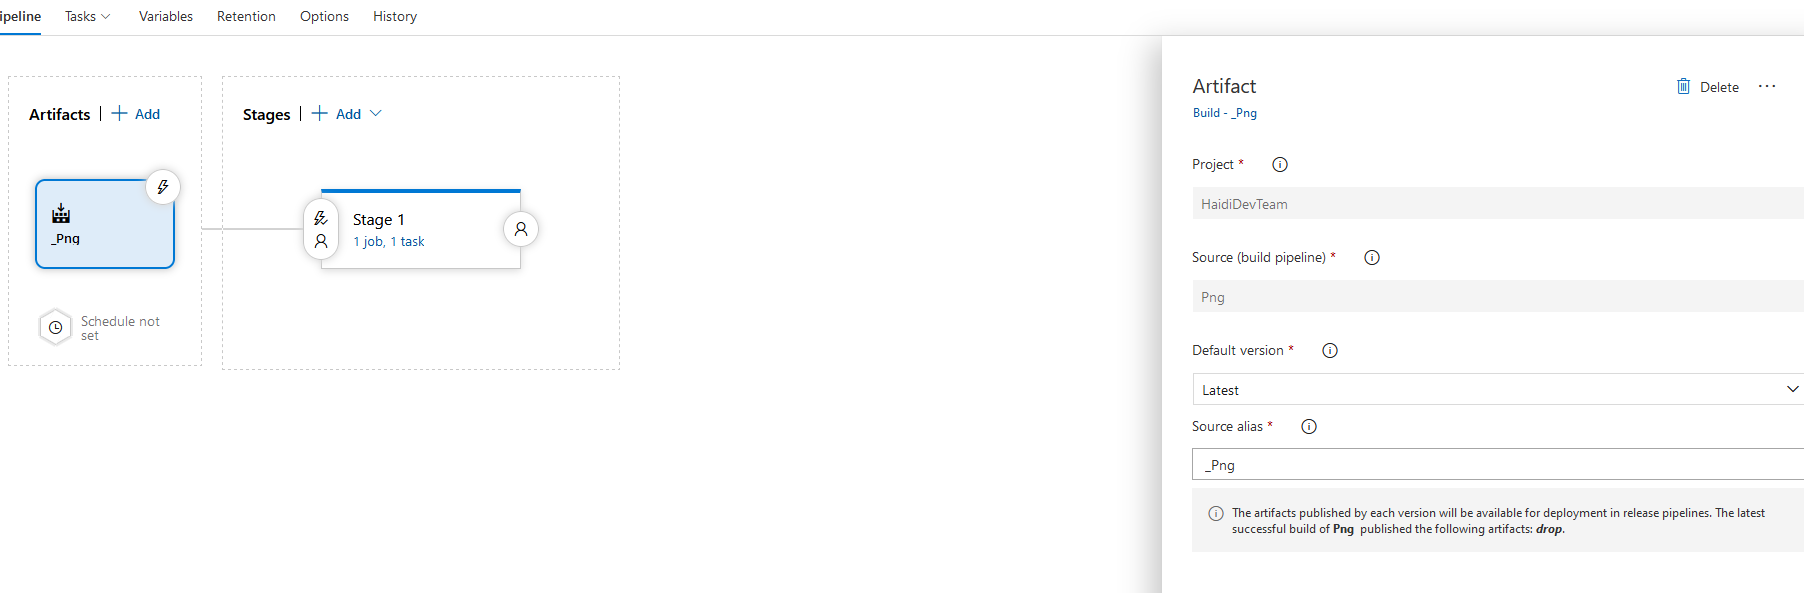 ipeline Tasks Variables Retention Options History
Artifacts | + Add
Stages | + Add
_Png
Stage 1
1 job, 1 task
Schedule not
set
Artifact
Delete ...
Build - _Png
Project *
HaidiDevTeam
Source (build pipeline) *
Png
Default version *
Latest
Source alias *
_Png
The artifacts published by each version will be available for deployment in release pipelines. The latest
successful build of Png published the following artifacts: drop.